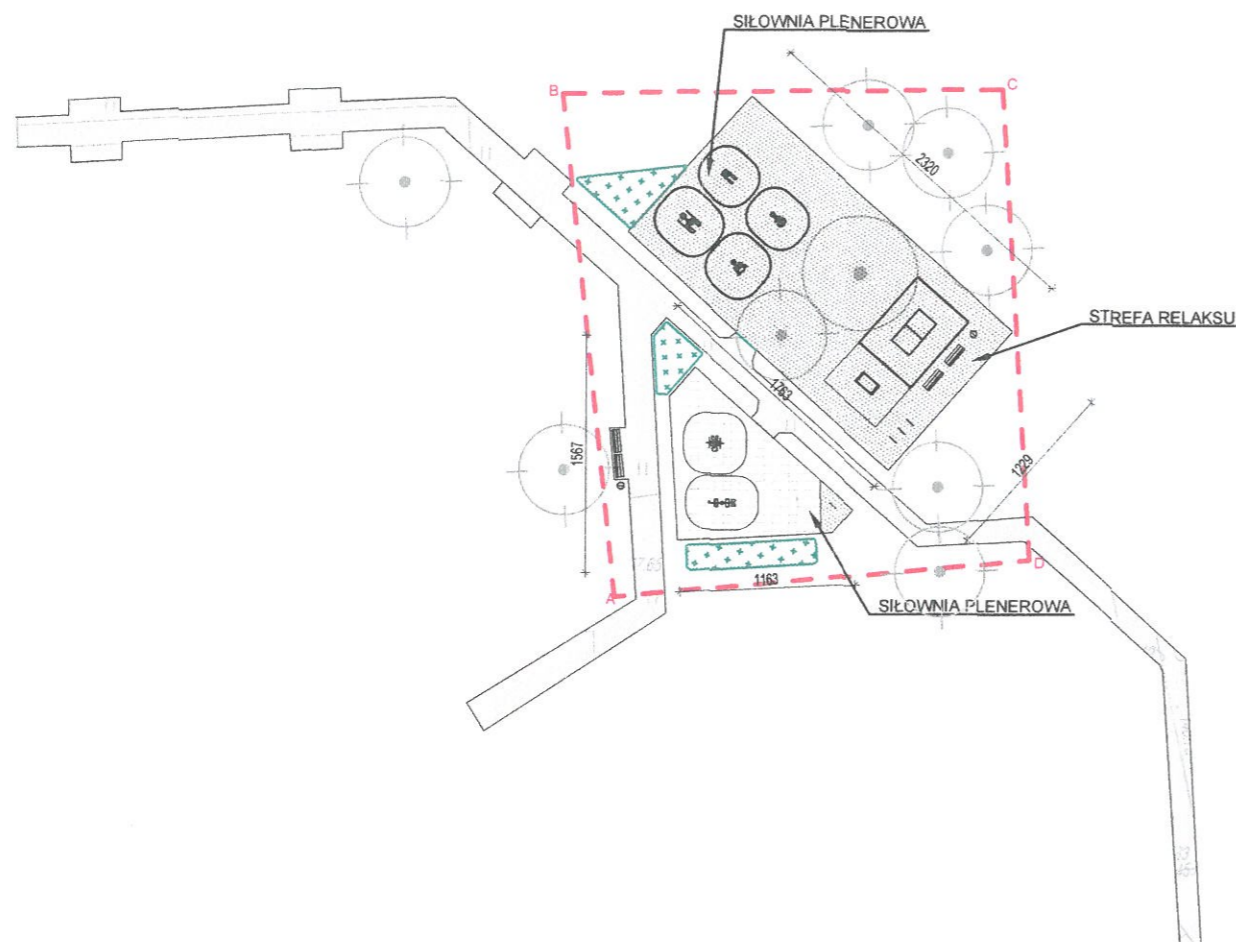 SIŁOWNIA PLENEROWA
B
C
2320
STREFA RELAKSU
1763
1567
1229
A
D
1163
SIŁOWNIA PLENEROWA